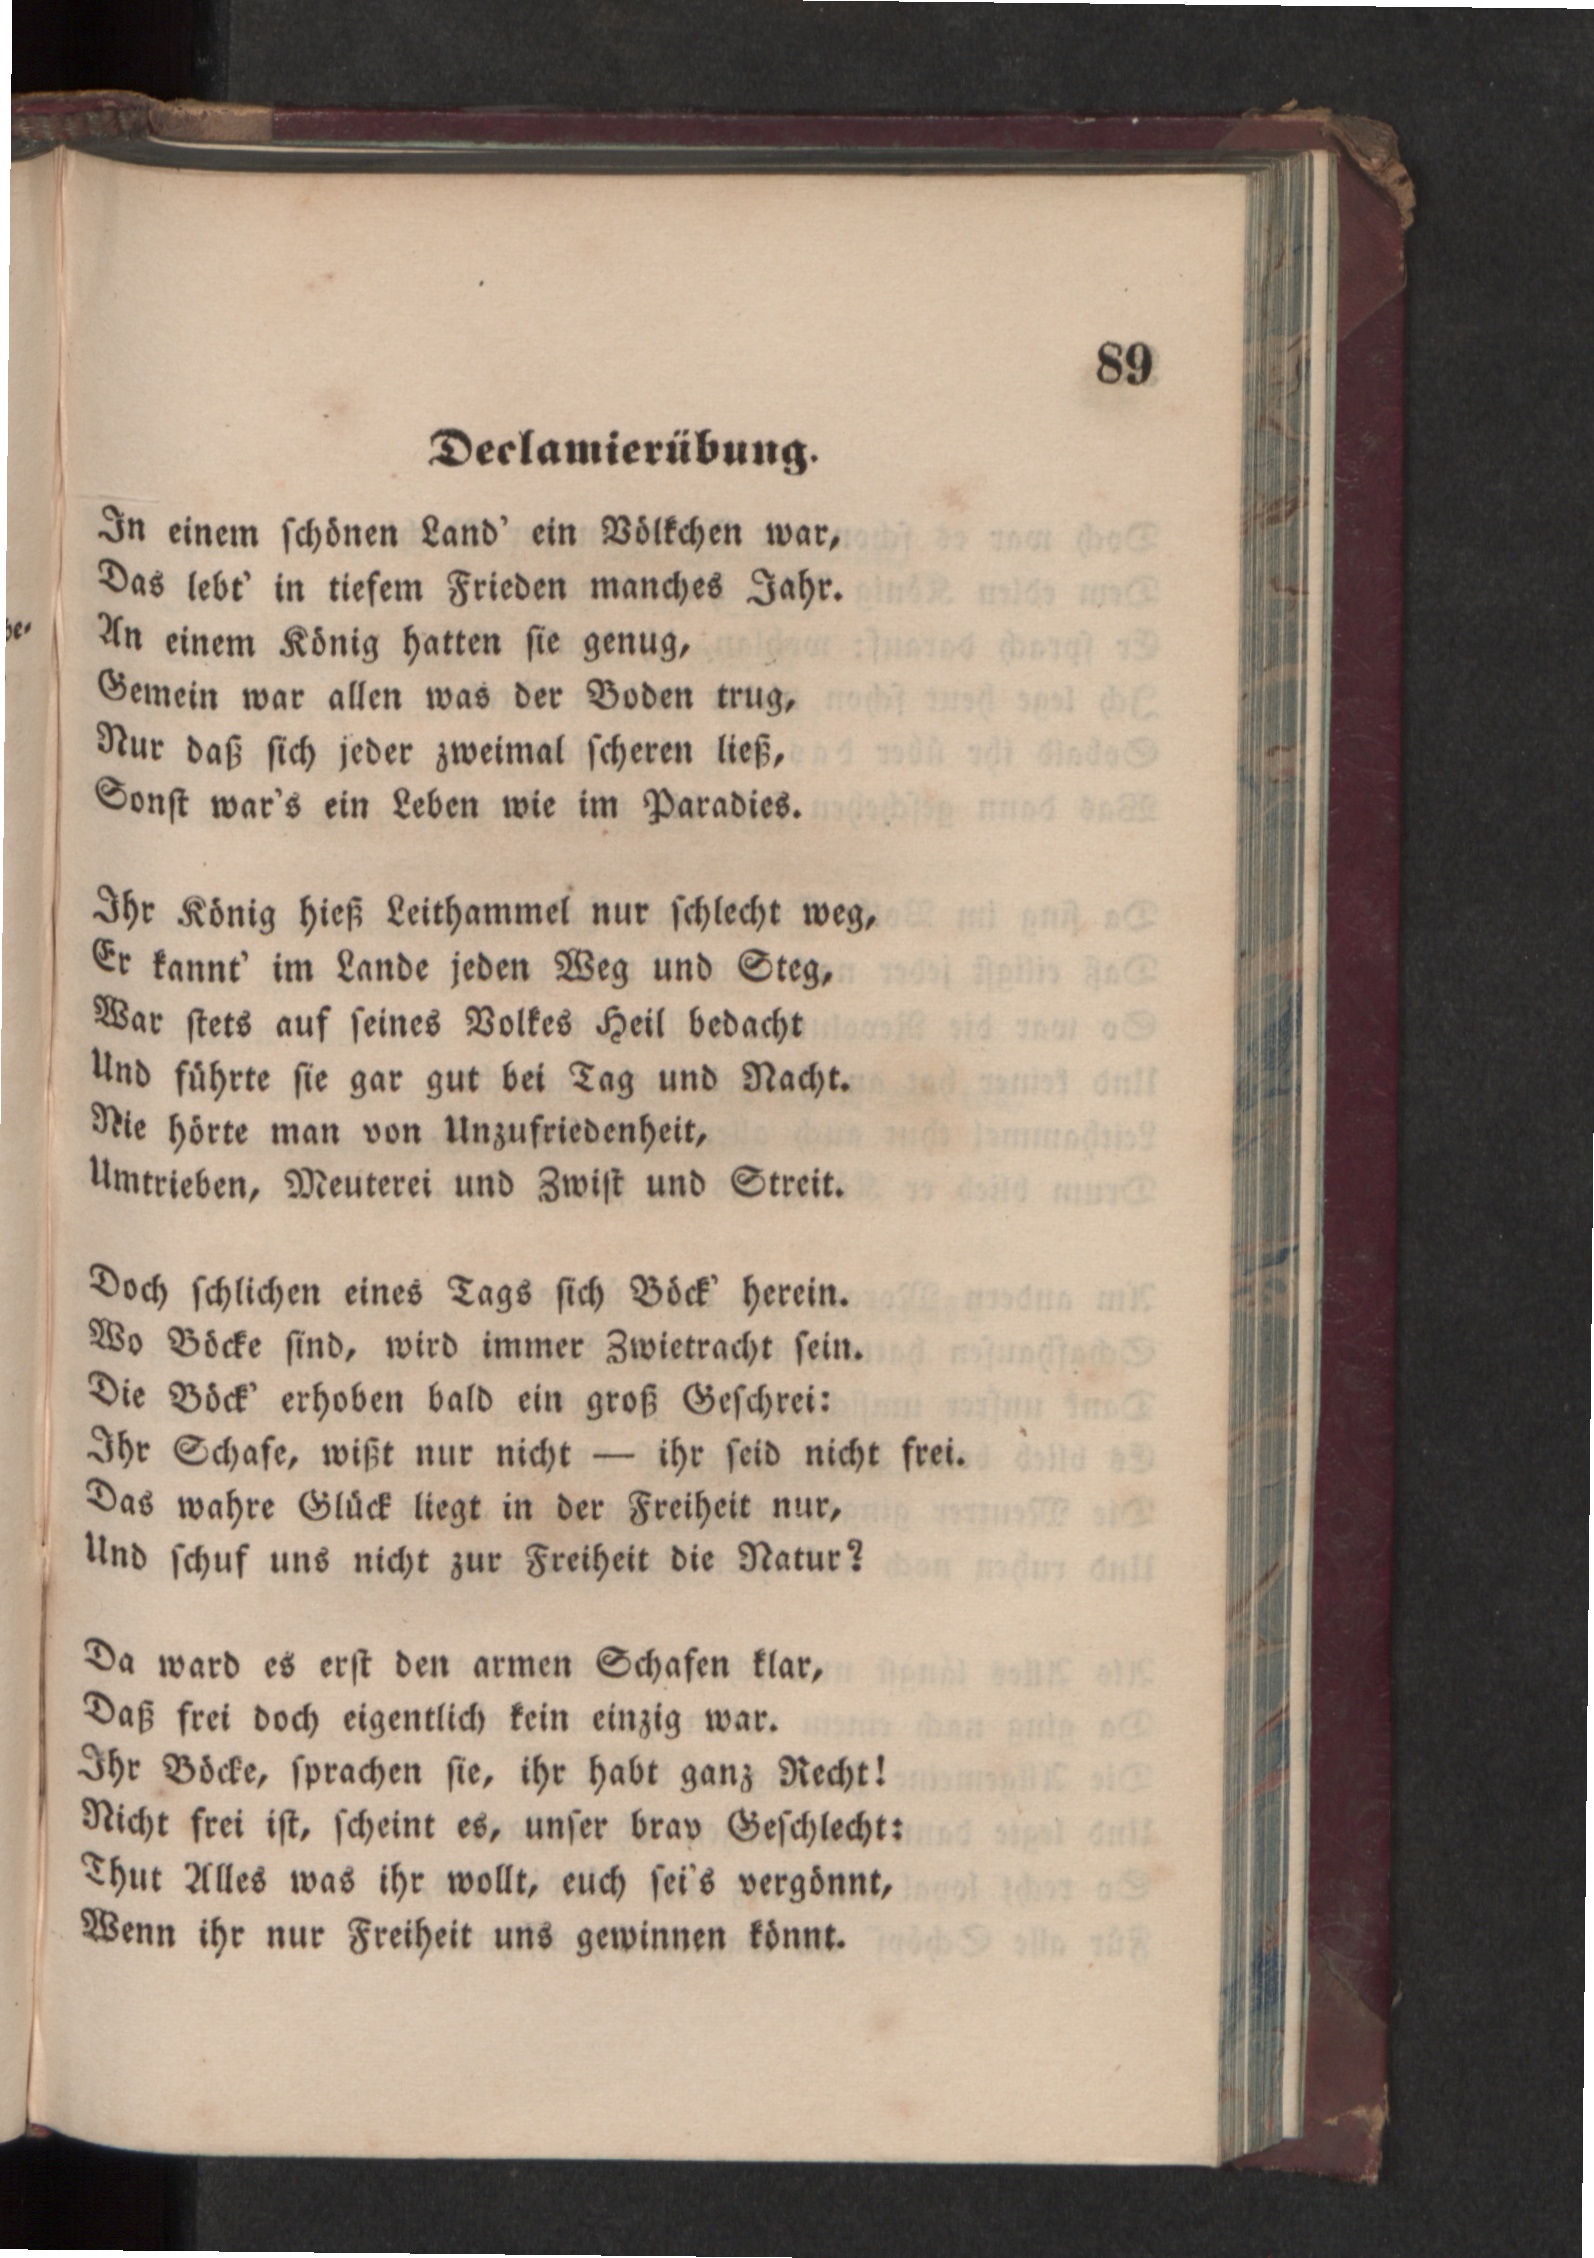 89
Declamierübung.
In einem schönen Land' ein Völkchen war,
Das lebt' in tiefem Frieden manches Jahr.
An einem König hatten sie genug,
Gemein war allen was der Boden trug,
Nur daß sich jeder zweimal scheren ließ,
Sonst war's ein Leben wie im Paradies.
Ihr König hieß Leithammel nur schlecht weg,
Er kannt' im Lande jeden Weg und Steg,
War stets auf seines Volkes Heil bedacht
Und führte sie gar gut bei Tag und Nacht.
Nie hörte man von Unzufriedenheit,
Umtrieben, Meuterei und Zwist und Streit.
Doch schlichen eines Tags sich Böck' herein.
Wo Böcke sind, wird immer Zwietracht sein.
Die Böck' erhoben bald ein groß Geschrei:
Ihr Schafe, wißt nur nicht — ihr seid nicht frei.
Das wahre Glück liegt in der Freiheit nur,
Und schuf uns nicht zur Freiheit die Natur?
Da ward es erst den armen Schafen klar,
Daß frei doch eigentlich kein einzig war.
Ihr Böcke, sprachen sie, ihr habt ganz Recht!
Nicht frei ist, scheint es, unser brav Geschlecht:
Thut Alles was ihr wollt, euch sei's vergönnt,
Wenn ihr nur Freiheit uns gewinnen könnt.